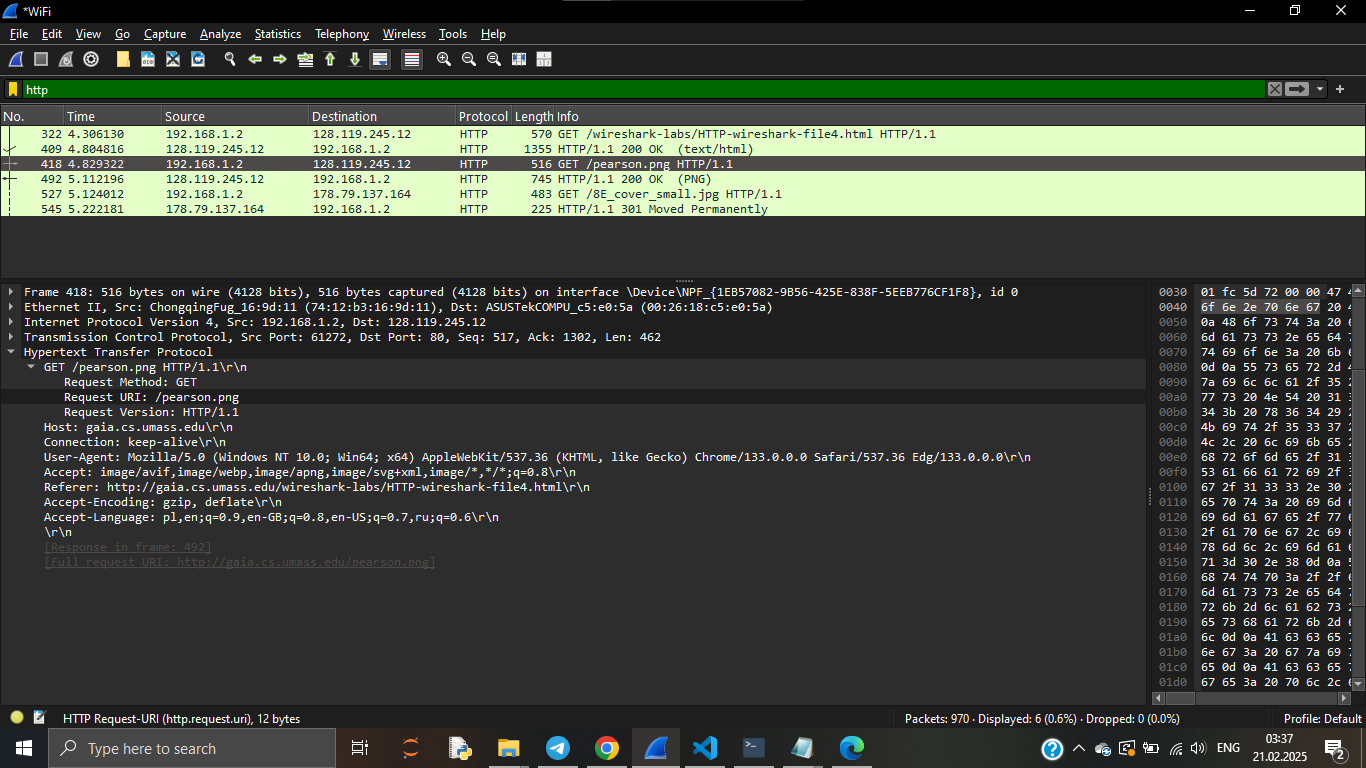 *WiFi
File Edit View Go Capture Analyze Statistics Telephony Wireless Tools Help
http
No. Time Source Destination Protocol Length Info
322 4.306130 192.168.1.2 128.119.245.12 HTTP 570 GET /wireshark-labs/HTTP-wireshark-file4.html HTTP/1.1
409 4.804816 128.119.245.12 192.168.1.2 HTTP 1355 HTTP/1.1 200 OK (text/html)
418 4.829322 192.168.1.2 128.119.245.12 HTTP 516 GET /pearson.png HTTP/1.1
492 5.112196 128.119.245.12 192.168.1.2 HTTP 745 HTTP/1.1 200 OK (PNG)
527 5.124012 192.168.1.2 178.79.137.164 HTTP 483 GET /8E_cover_small.jpg HTTP/1.1
545 5.222181 178.79.137.164 192.168.1.2 HTTP 225 HTTP/1.1 301 Moved Permanently
Frame 418: 516 bytes on wire (4128 bits), 516 bytes captured (4128 bits) on interface \Device\NPF_{1EB57082-9B56-425E-838F-5EEB776CF1F8}, id 0
Ethernet II, Src: ChongqingFug_16:9d:11 (74:12:b3:16:9d:11), Dst: ASUSTekCOMPU_c5:e0:5a (00:26:18:c5:e0:5a)
Internet Protocol Version 4, Src: 192.168.1.2, Dst: 128.119.245.12
Transmission Control Protocol, Src Port: 61272, Dst Port: 80, Seq: 517, Ack: 1302, Len: 462
Hypertext Transfer Protocol
GET /pearson.png HTTP/1.1\r\n
Request Method: GET
Request URI: /pearson.png
Request Version: HTTP/1.1
Host: gaia.cs.umass.edu\r\n
Connection: keep-alive\r\n
User-Agent: Mozilla/5.0 (Windows NT 10.0; Win64; x64) AppleWebKit/537.36 (KHTML, like Gecko) Chrome/133.0.0.0 Safari/537.36 Edg/133.0.0.0\r\n
Accept: image/avif,image/webp,image/apng,image/svg+xml,image/*,*/*;q=0.8\r\n
Referer: http://gaia.cs.umass.edu/wireshark-labs/HTTP-wireshark-file4.html\r\n
Accept-Encoding: gzip, deflate\r\n
Accept-Language: pl,en;q=0.9,en-GB;q=0.8,en-US;q=0.7,ru;q=0.6\r\n
\r\n
[Response in frame: 492]
[Full request URI: http://gaia.cs.umass.edu/pearson.png]
0030 01 fc 5d 72 00 00 47
0040 6f 6e 2e 70 6e 67 20
0050 0a 48 6f 73 74 3a 20
0060 6d 61 73 73 2e 65 64
0070 74 69 6f 6e 3a 20 6b
0080 0d 0a 55 73 65 72 2d
0090 7a 69 6c 6c 61 2f 35
00a0 77 73 20 4e 54 20 31
00b0 34 3b 20 78 36 34 29
00c0 4b 69 74 2f 35 33 37
00d0 4c 2c 20 6c 69 6b 65
00e0 68 72 6f 6d 65 2f 31
00f0 53 61 66 61 72 69 2f
0100 67 2f 31 33 33 2e 30
0110 65 70 74 3a 20 69 6d
0120 69 6d 61 67 65 2f 77
0130 2f 61 70 6e 67 2c 69
0140 78 6d 6c 2c 69 6d 61
0150 71 3d 30 2e 38 0d 0a
0160 68 74 74 70 3a 2f 2f
0170 6d 61 73 73 2e 65 64
0180 72 6b 2d 6c 61 62 73
0190 65 73 68 61 72 6b 2d
01a0 6c 0d 0a 41 63 63 65
01b0 6e 67 3a 20 67 7a 69
01c0 65 0d 0a 41 63 63 65
01d0 67 65 3a 20 70 6c 2c
HTTP Request-URI (http.request.uri), 12 bytes
Packets: 970 · Displayed: 6 (0.6%) · Dropped: 0 (0.0%)
Profile: Default
Type here to search
ENG
03:37
21.02.2025
2